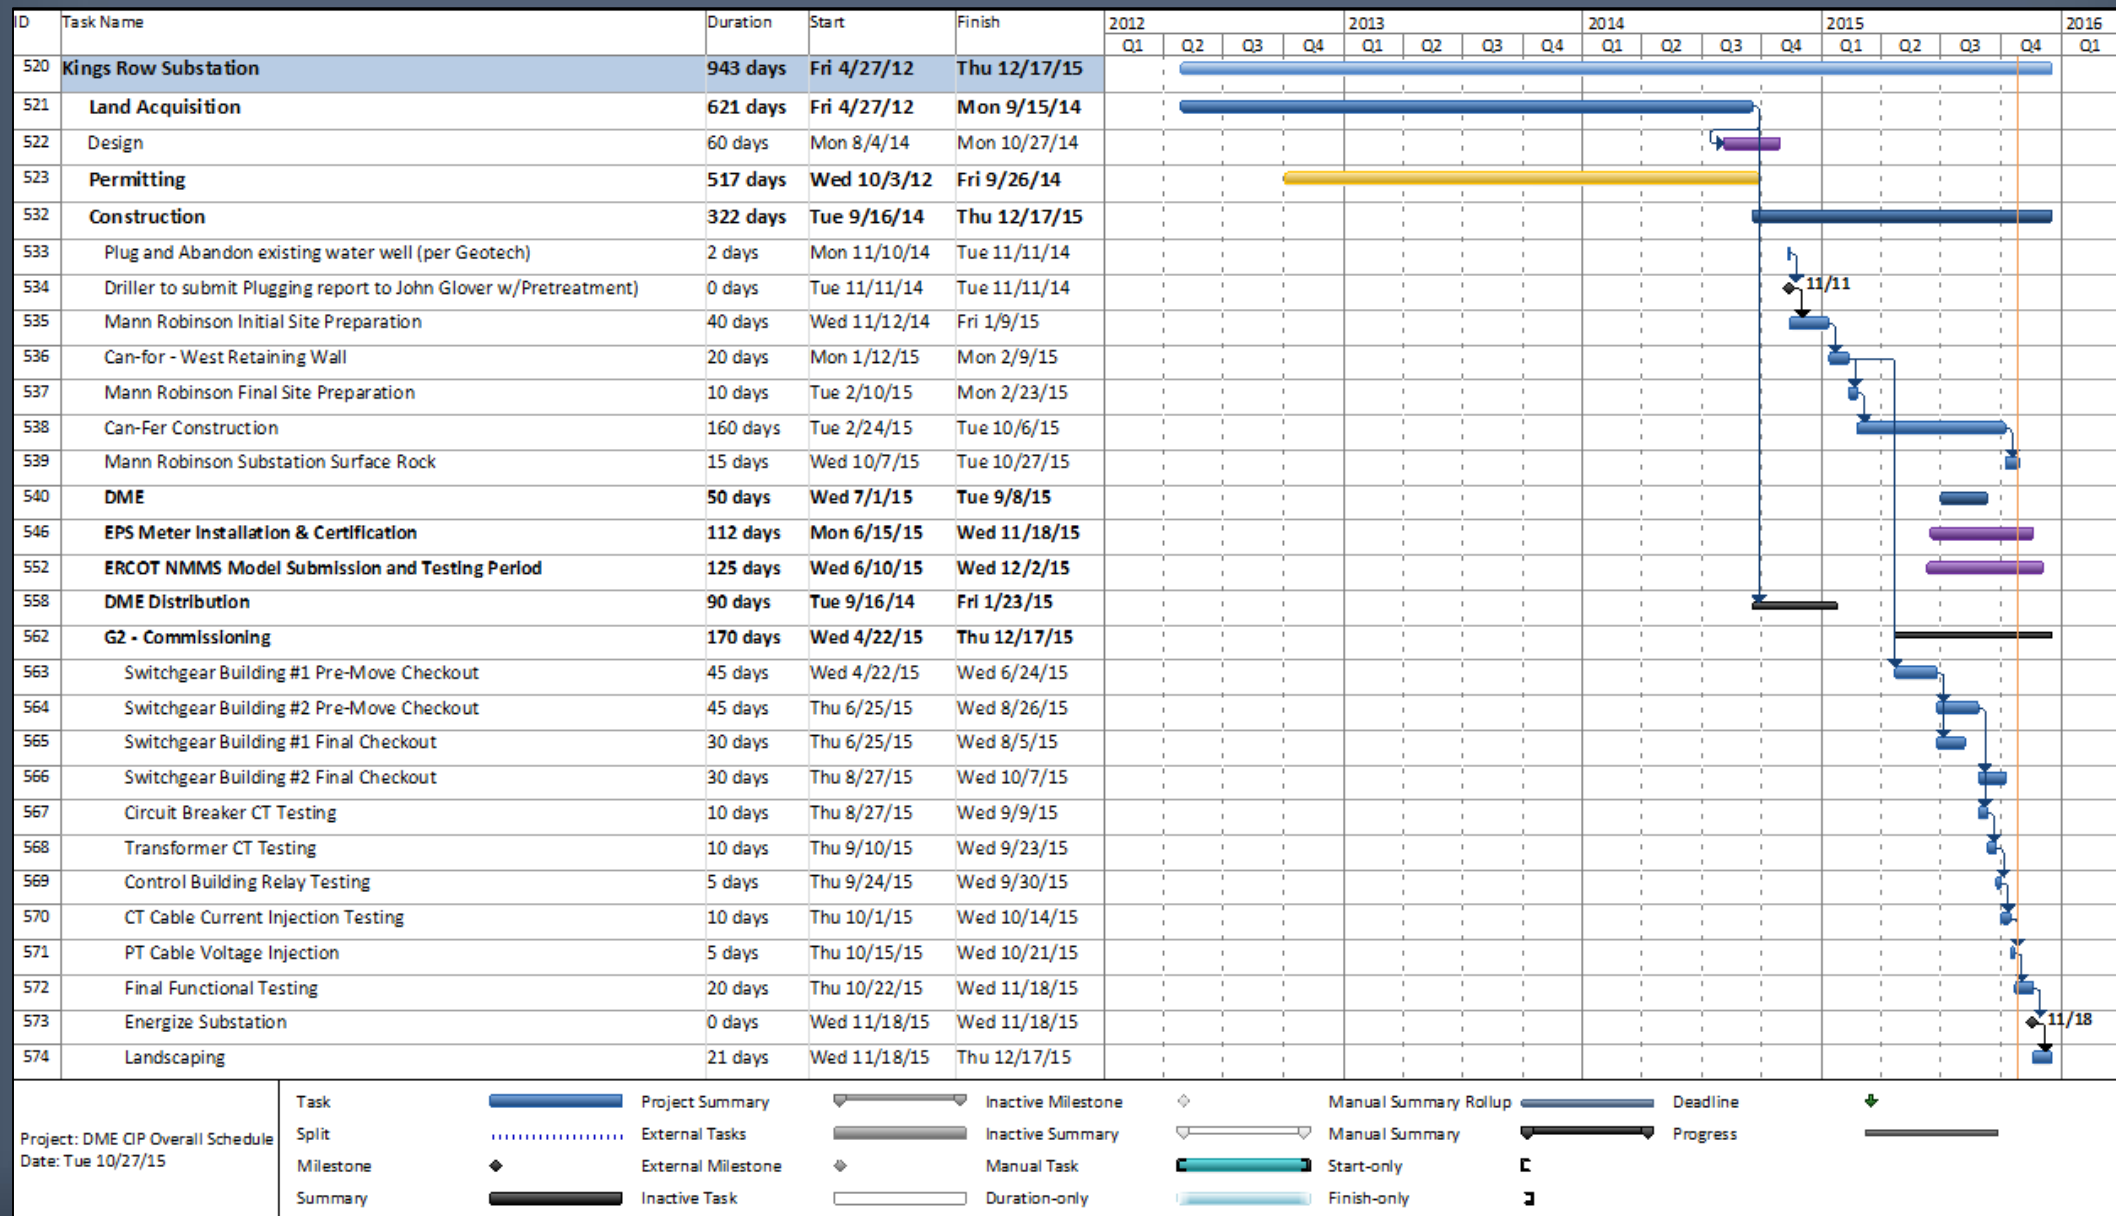 ID Task Name Duration Start Finish 2012 2013 2014 2015 2016
Q1 Q2 Q3 Q4 Q1 Q2 Q3 Q4 Q1 Q2 Q3 Q4 Q1 Q2 Q3 Q4 Q1
520 Kings Row Substation 943 days Fri 4/27/12 Thu 12/17/15
521 Land Acquisition 621 days Fri 4/27/12 Mon 9/15/14
522 Design 60 days Mon 8/4/14 Mon 10/27/14
523 Permitting 517 days Wed 10/3/12 Fri 9/26/14
532 Construction 322 days Tue 9/16/14 Thu 12/17/15
533 Plug and Abandon existing water well (per Geotech) 2 days Mon 11/10/14 Tue 11/11/14
534 Driller to submit Plugging report to John Glover w/Pretreatment) 0 days Tue 11/11/14 Tue 11/11/14 11/11
535 Mann Robinson Initial Site Preparation 40 days Wed 11/12/14 Fri 1/9/15
536 Can-for - West Retaining Wall 20 days Mon 1/12/15 Mon 2/9/15
537 Mann Robinson Final Site Preparation 10 days Tue 2/10/15 Mon 2/23/15
538 Can-Fer Construction 160 days Tue 2/24/15 Tue 10/6/15
539 Mann Robinson Substation Surface Rock 15 days Wed 10/7/15 Tue 10/27/15
540 DME 50 days Wed 7/1/15 Tue 9/8/15
546 EPS Meter Installation & Certification 112 days Mon 6/15/15 Wed 11/18/15
552 ERCOT NMMS Model Submission and Testing Period 125 days Wed 6/10/15 Wed 12/2/15
558 DME Distribution 90 days Tue 9/16/14 Fri 1/23/15
562 G2 - Commissioning 170 days Wed 4/22/15 Thu 12/17/15
563 Switchgear Building #1 Pre-Move Checkout 45 days Wed 4/22/15 Wed 6/24/15
564 Switchgear Building #2 Pre-Move Checkout 45 days Thu 6/25/15 Wed 8/26/15
565 Switchgear Building #1 Final Checkout 30 days Thu 6/25/15 Wed 8/5/15
566 Switchgear Building #2 Final Checkout 30 days Thu 8/27/15 Wed 10/7/15
567 Circuit Breaker CT Testing 10 days Thu 8/27/15 Wed 9/9/15
568 Transformer CT Testing 10 days Thu 9/10/15 Wed 9/23/15
569 Control Building Relay Testing 5 days Thu 9/24/15 Wed 9/30/15
570 CT Cable Current Injection Testing 10 days Thu 10/1/15 Wed 10/14/15
571 PT Cable Voltage Injection 5 days Thu 10/15/15 Wed 10/21/15
572 Final Functional Testing 20 days Thu 10/22/15 Wed 11/18/15
573 Energize Substation 0 days Wed 11/18/15 Wed 11/18/15 11/18
574 Landscaping 21 days Wed 11/18/15 Thu 12/17/15
Project: DME CIP Overall Schedule
Date: Tue 10/27/15
Task Project Summary Inactive Milestone Manual Summary Rollup Deadline
Split External Tasks Inactive Summary Manual Summary Progress
Milestone External Milestone Manual Task Start-only
Summary Inactive Task Duration-only Finish-only